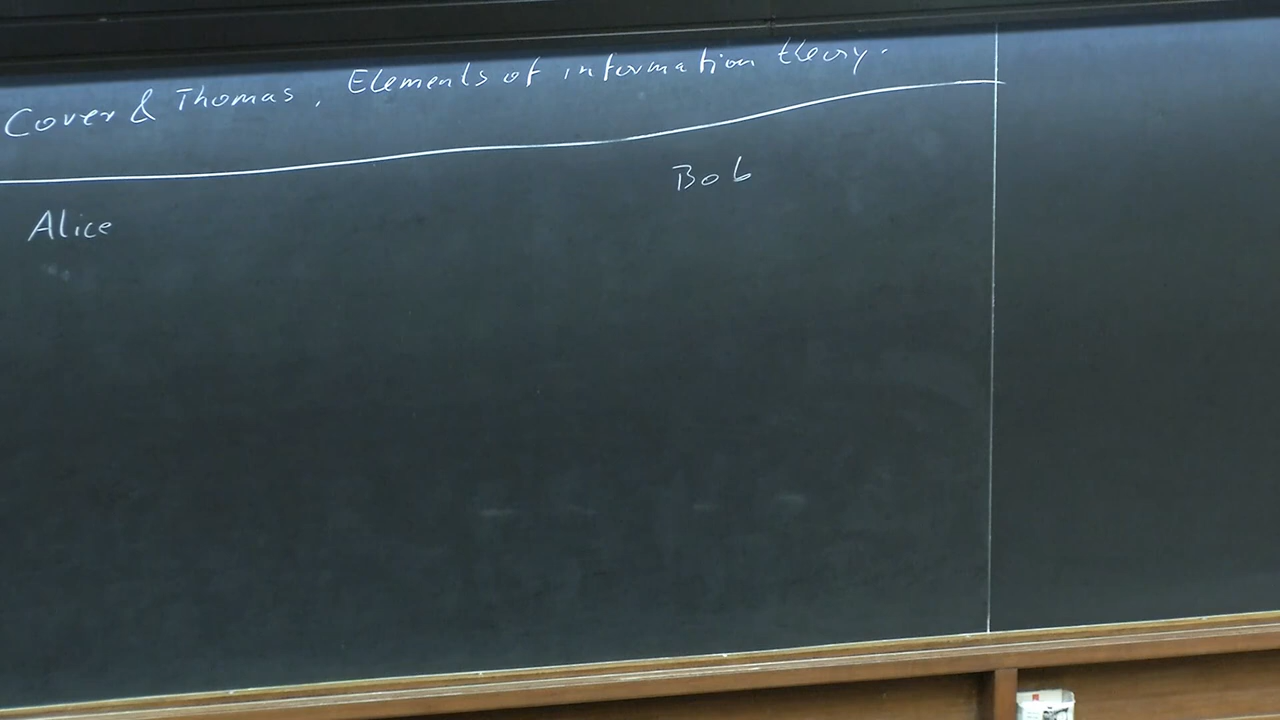 Cover & Thomas, Elements of information theory.
Bob
Alice